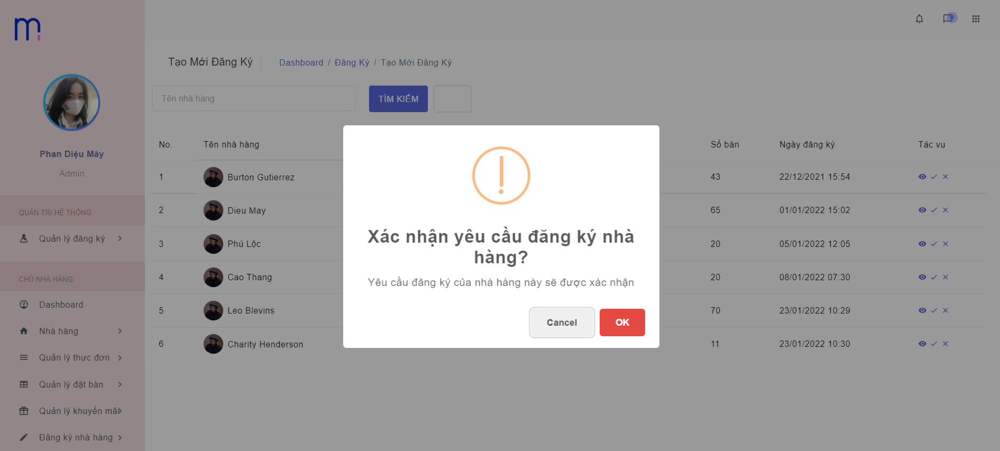 m
Phan Diệu Mây
Admin
QUẢN TRỊ HỆ THỐNG
Quản lý đăng ký
CHỦ NHÀ HÀNG
Dashboard
Nhà hàng
Quản lý thực đơn
Quản lý đặt bàn
Quản lý khuyến mã
Đăng ký nhà hàng
Tạo Mới Đăng Ký
Dashboard / Đăng Ký / Tạo Mới Đăng Ký
Tên nhà hàng TÌM KIẾM
No. Tên nhà hàng Số bàn Ngày đăng ký Tác vụ
1 Burton Gutierrez 43 22/12/2021 15:54
2 Dieu May 65 01/01/2022 15:02
3 Phú Lộc 20 05/01/2022 12:05
4 Cao Thang 20 08/01/2022 07:30
5 Leo Blevins 70 23/01/2022 10:29
6 Charity Henderson 11 23/01/2022 10:30
Xác nhận yêu cầu đăng ký nhà
hàng?
Yêu cầu đăng ký của nhà hàng này sẽ được xác nhận
Cancel OK